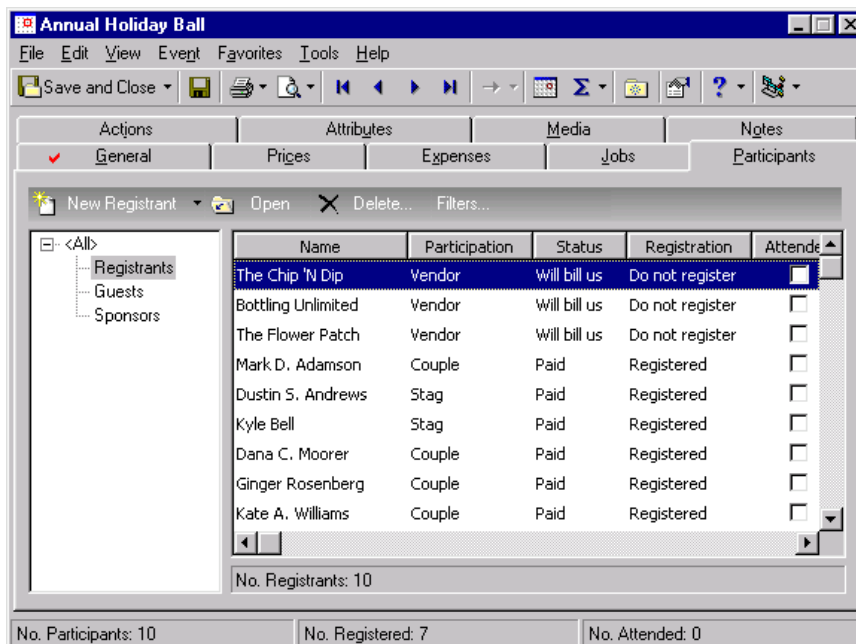 Annual Holiday Ball
File Edit View Event Favorites Tools Help
Save and Close Σ ?
Actions Attributes Media Notes
General Prices Expenses Jobs Participants
New Registrant Open Delete... Filters...
<All>
Registrants
Guests
Sponsors
Name Participation Status Registration Attende
The Chip 'N Dip Vendor Will bill us Do not register
Bottling Unlimited Vendor Will bill us Do not register
The Flower Patch Vendor Will bill us Do not register
Mark D. Adamson Couple Paid Registered
Dustin S. Andrews Stag Paid Registered
Kyle Bell Stag Paid Registered
Dana C. Moorer Couple Paid Registered
Ginger Rosenberg Couple Paid Registered
Kate A. Williams Couple Paid Registered
No. Registrants: 10
No. Participants: 10 No. Registered: 7 No. Attended: 0